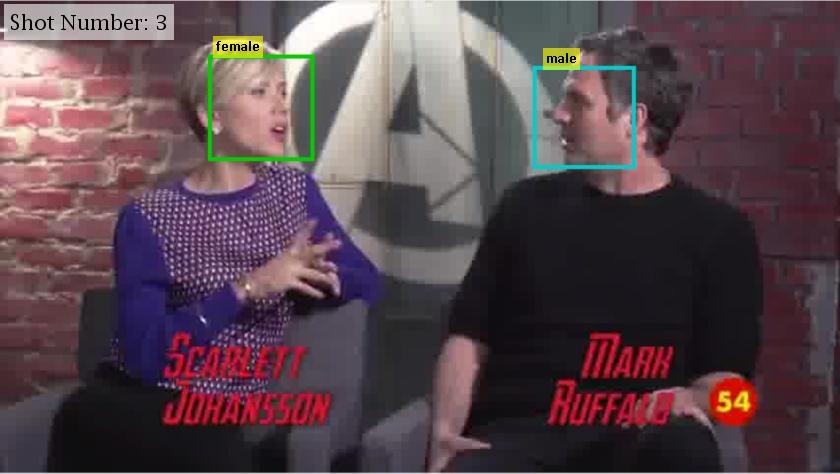 Shot Number: 3
female
male
SCARLETT
JOHANSSON
MARK
RUFFALO
54